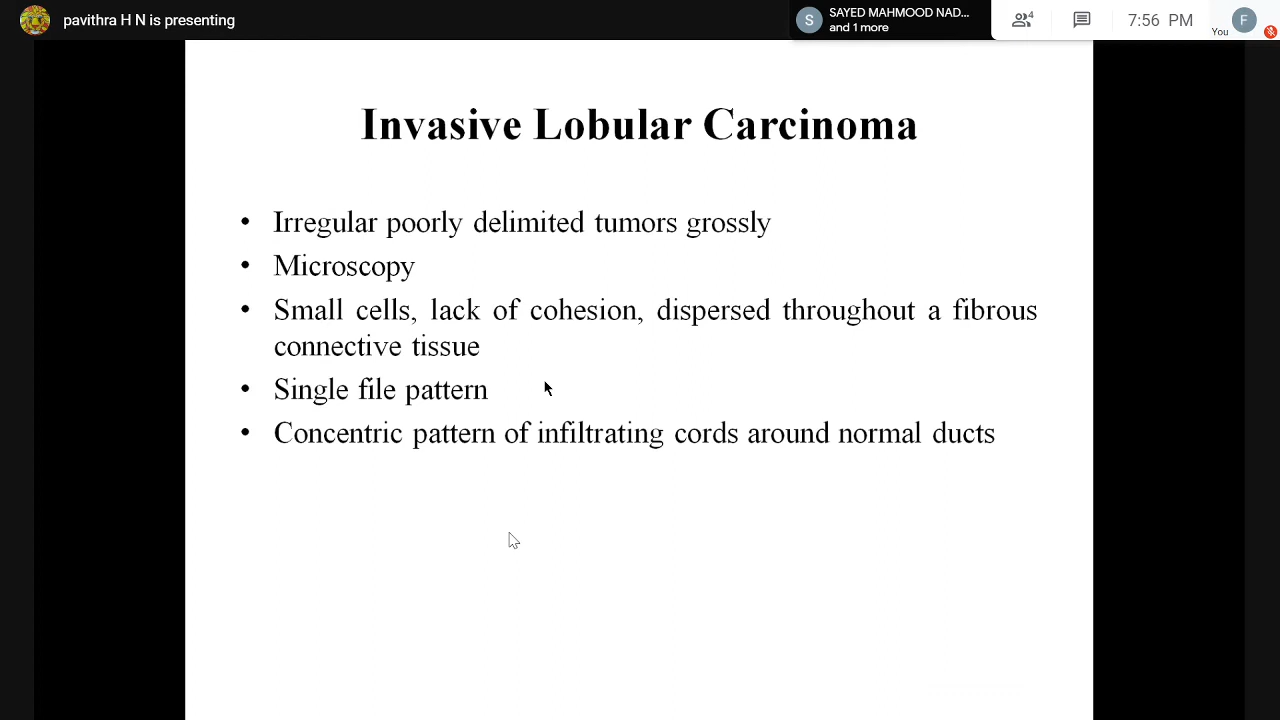 pavithra H N is presenting
S
SAYED MAHMOOD NAD...
and 1 more
4
7:56 PM
You
F
Invasive Lobular Carcinoma
• Irregular poorly delimited tumors grossly
• Microscopy
• Small cells, lack of cohesion, dispersed throughout a fibrous
connective tissue
• Single file pattern
• Concentric pattern of infiltrating cords around normal ducts